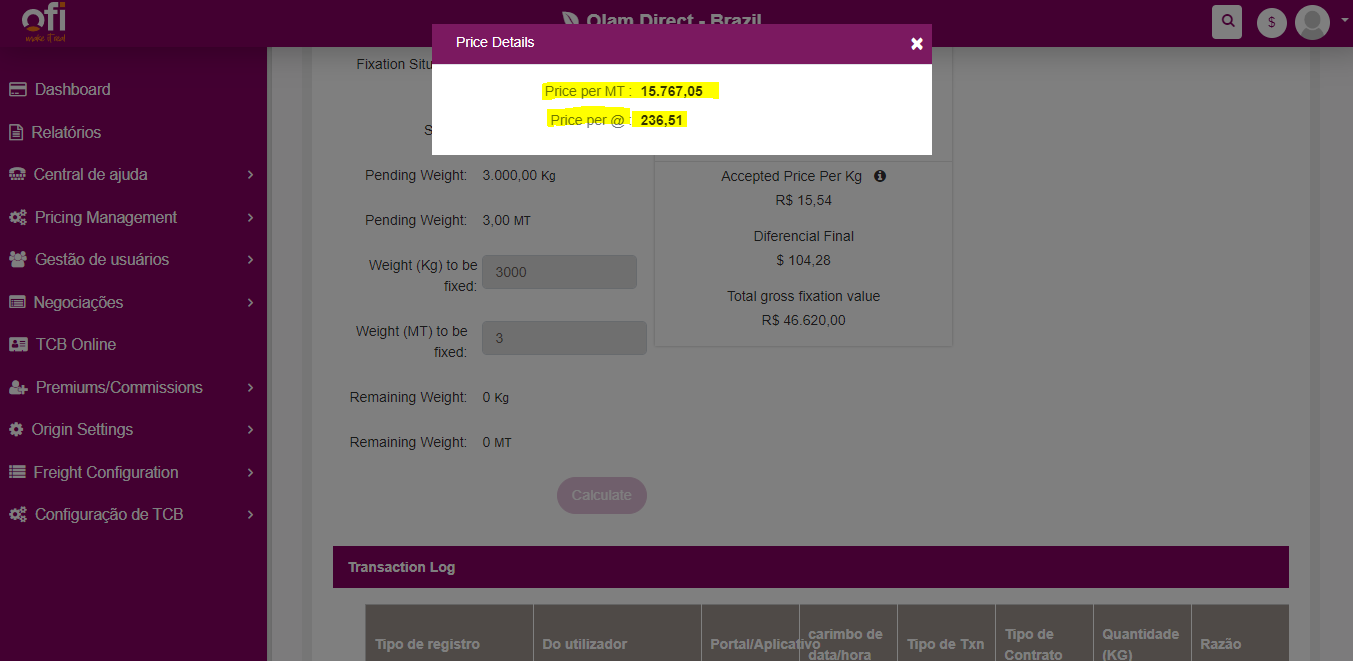 ofi
make it real
Olam Direct - Brazil
$
Price Details
Price per MT : 15.767,05
Price per @ : 236,51
Dashboard
Relatórios
Central de ajuda
Pricing Management
Gestão de usuários
Negociações
TCB Online
Premiums/Commissions
Origin Settings
Freight Configuration
Configuração de TCB
Fixation Situ
S
Pending Weight: 3.000,00 Kg
Pending Weight: 3,00 MT
Weight (Kg) to be
fixed:
3000
Weight (MT) to be
fixed:
3
Remaining Weight: 0 Kg
Remaining Weight: 0 MT
Calculate
Accepted Price Per Kg
R$ 15,54
Diferencial Final
$ 104,28
Total gross fixation value
R$ 46.620,00
Transaction Log
Tipo de registro
Do utilizador
Portal/Aplicativo
carimbo de
data/hora
Tipo de Txn
Tipo de
Contrato
Quantidade
(KG)
Razão